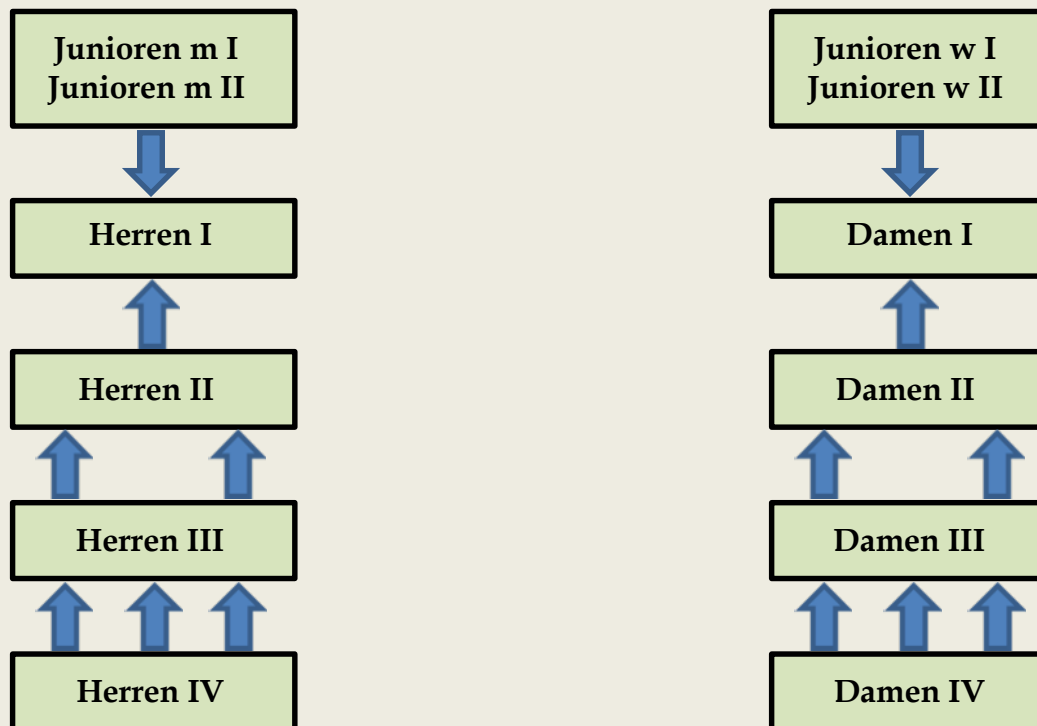 Junioren m I
Junioren m II
Herren I
Herren II
Herren III
Herren IV
Junioren w I
Junioren w II
Damen I
Damen II
Damen III
Damen IV